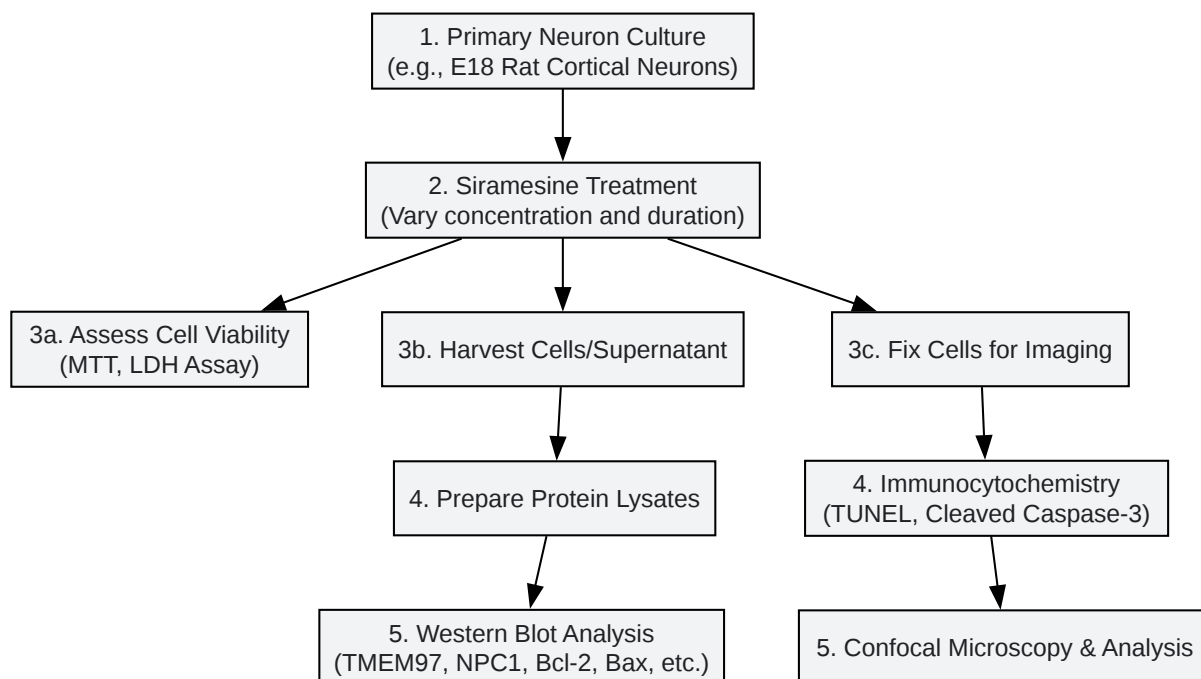 1. Primary Neuron Culture
(e.g., E18 Rat Cortical Neurons)
2. Siramesine Treatment
(Vary concentration and duration)
3a. Assess Cell Viability
(MTT, LDH Assay)
3b. Harvest Cells/Supernatant
3c. Fix Cells for Imaging
4. Prepare Protein Lysates
4. Immunocytochemistry
(TUNEL, Cleaved Caspase-3)
5. Western Blot Analysis
(TMEM97, NPC1, Bcl-2, Bax, etc.)
5. Confocal Microscopy & Analysis